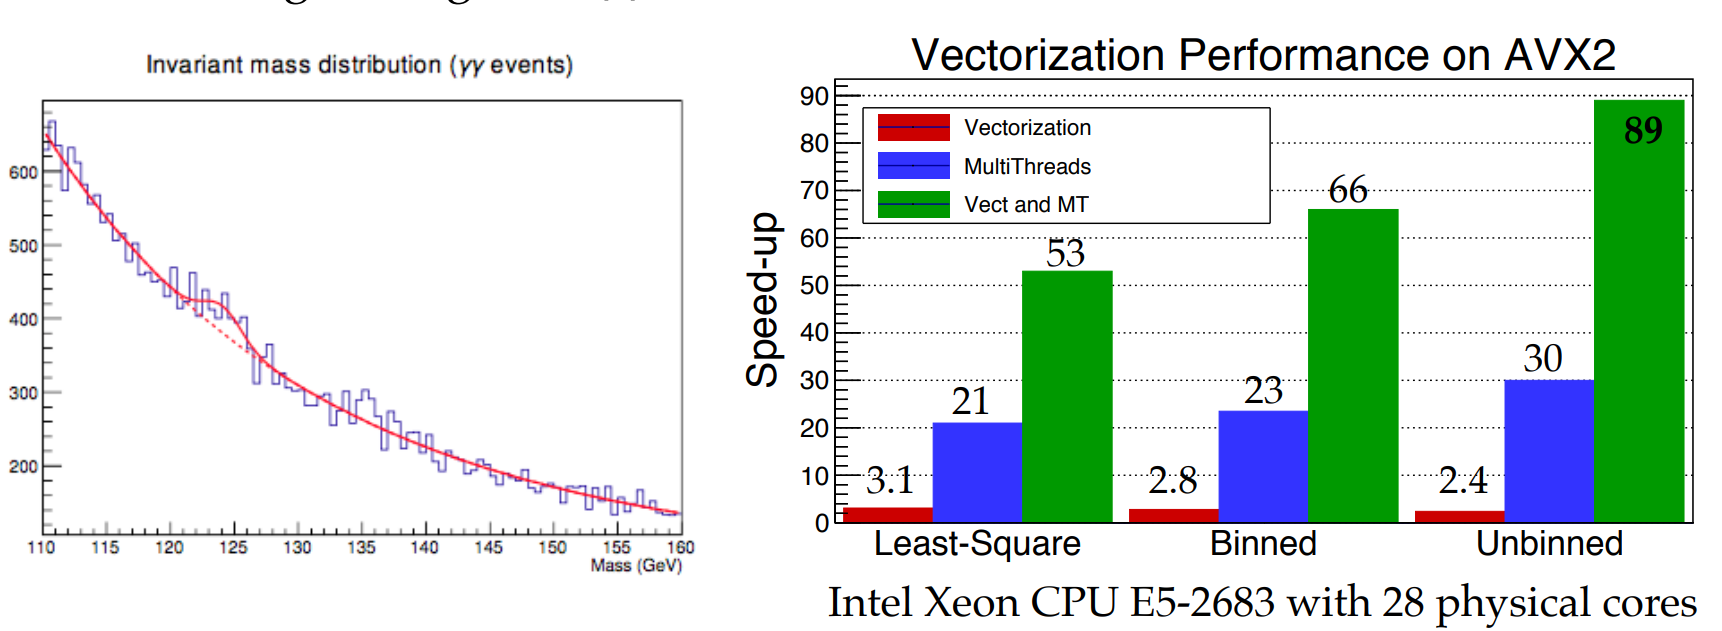 Invariant mass distribution (γγ events)
600
500
400
300
200
110 115 120 125 130 135 140 145 150 155 160
Mass (GeV)
Vectorization Performance on AVX2
Speed-up
90
80
70
60
50
40
30
20
10
0
Vectorization
MultiThreads
Vect and MT
3.1 21 53
2.8 23 66
2.4 30 89
Least-Square Binned Unbinned
Intel Xeon CPU E5-2683 with 28 physical cores